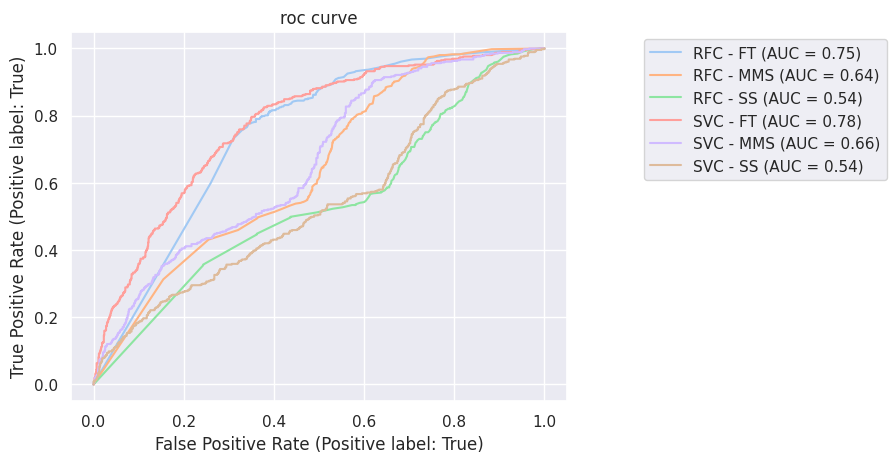 roc curve
True Positive Rate (Positive label: True)
1.0
0.8
0.6
0.4
0.2
0.0
0.0 0.2 0.4 0.6 0.8 1.0
False Positive Rate (Positive label: True)
RFC - FT (AUC = 0.75)
RFC - MMS (AUC = 0.64)
RFC - SS (AUC = 0.54)
SVC - FT (AUC = 0.78)
SVC - MMS (AUC = 0.66)
SVC - SS (AUC = 0.54)